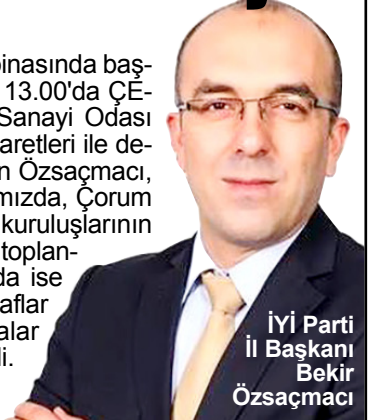 binasında baş-
13.00'da ÇE-
Sanayi Odası
aretleri ile de-
n Özsaçmacı,
mızda, Çorum
kuruluşlarının
toplan-
da ise
aflar
alar
i.
İYİ Parti
İl Başkanı
Bekir
Özsaçmacı